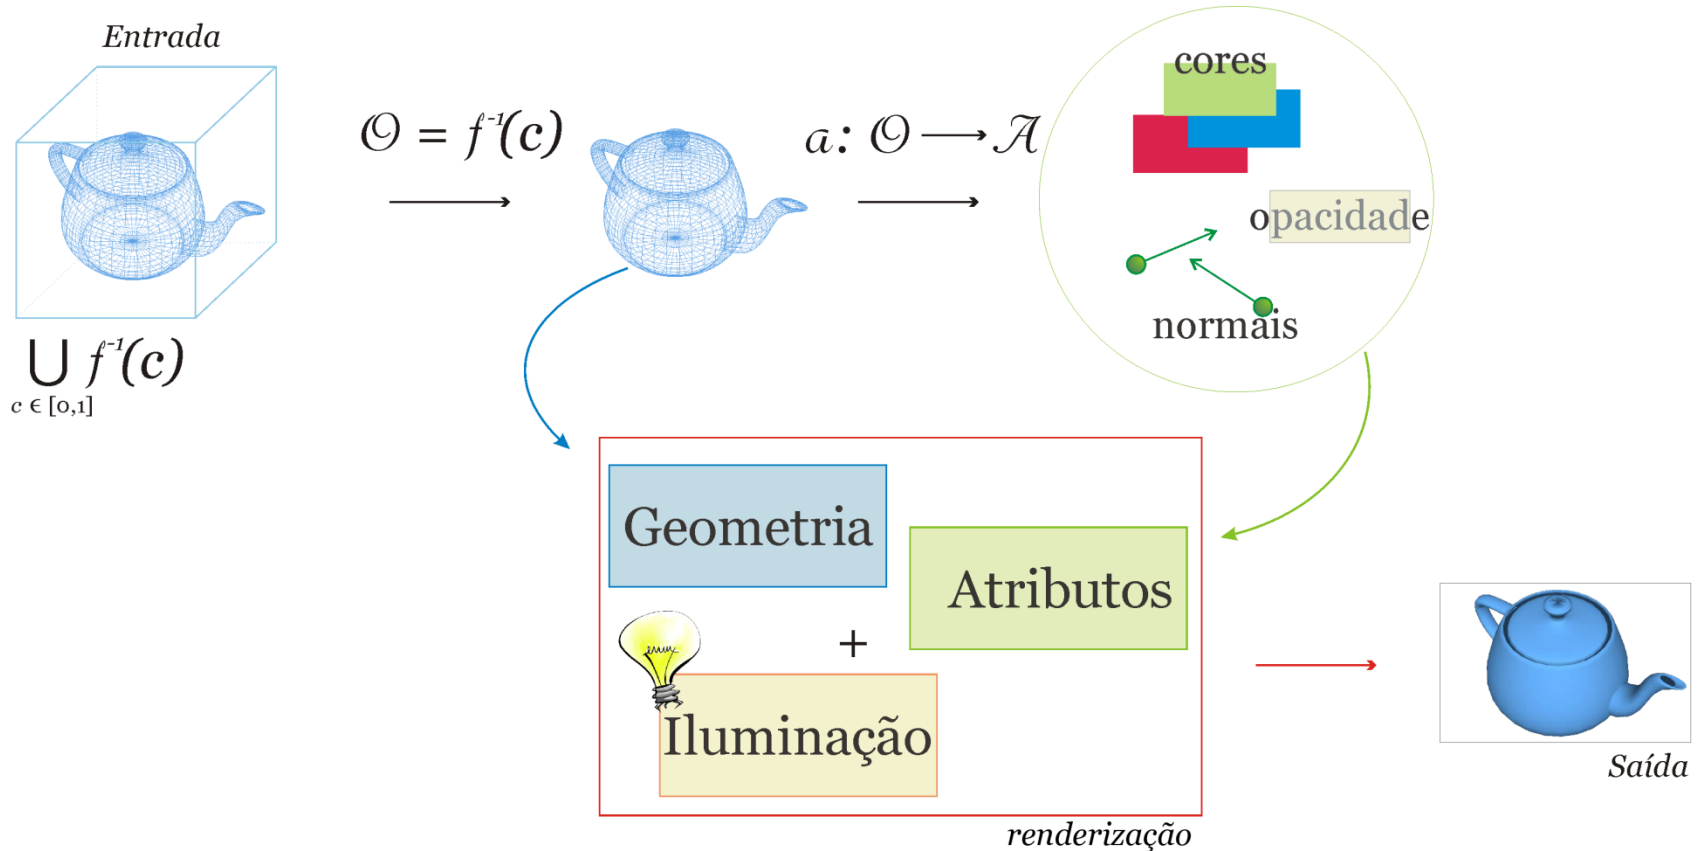 Entrada
𝒪 = f⁻¹(c)
a: 𝒪 ⟶ 𝒜
cores
opacidade
normais
⋃ f⁻¹(c)
c ϵ [0,1]
Geometria
Atributos
+
Iluminação
renderização
Saída